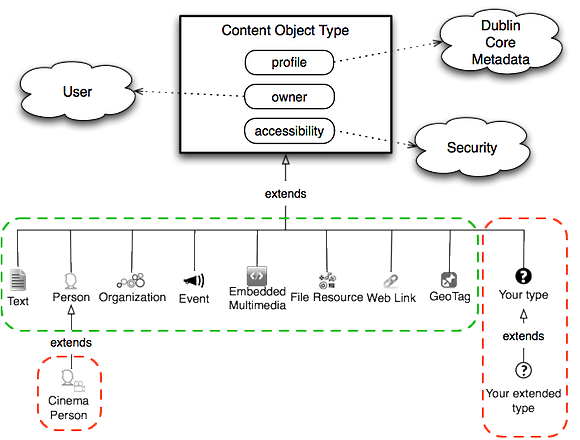 Content Object Type
profile
owner
accessibility
Dublin
Core
Metadata
User
Security
extends
Text
Person
Organization
Event
Embedded
Multimedia
File Resource
Web Link
GeoTag
Your type
extends
Cinema
Person
extends
Your extended
type